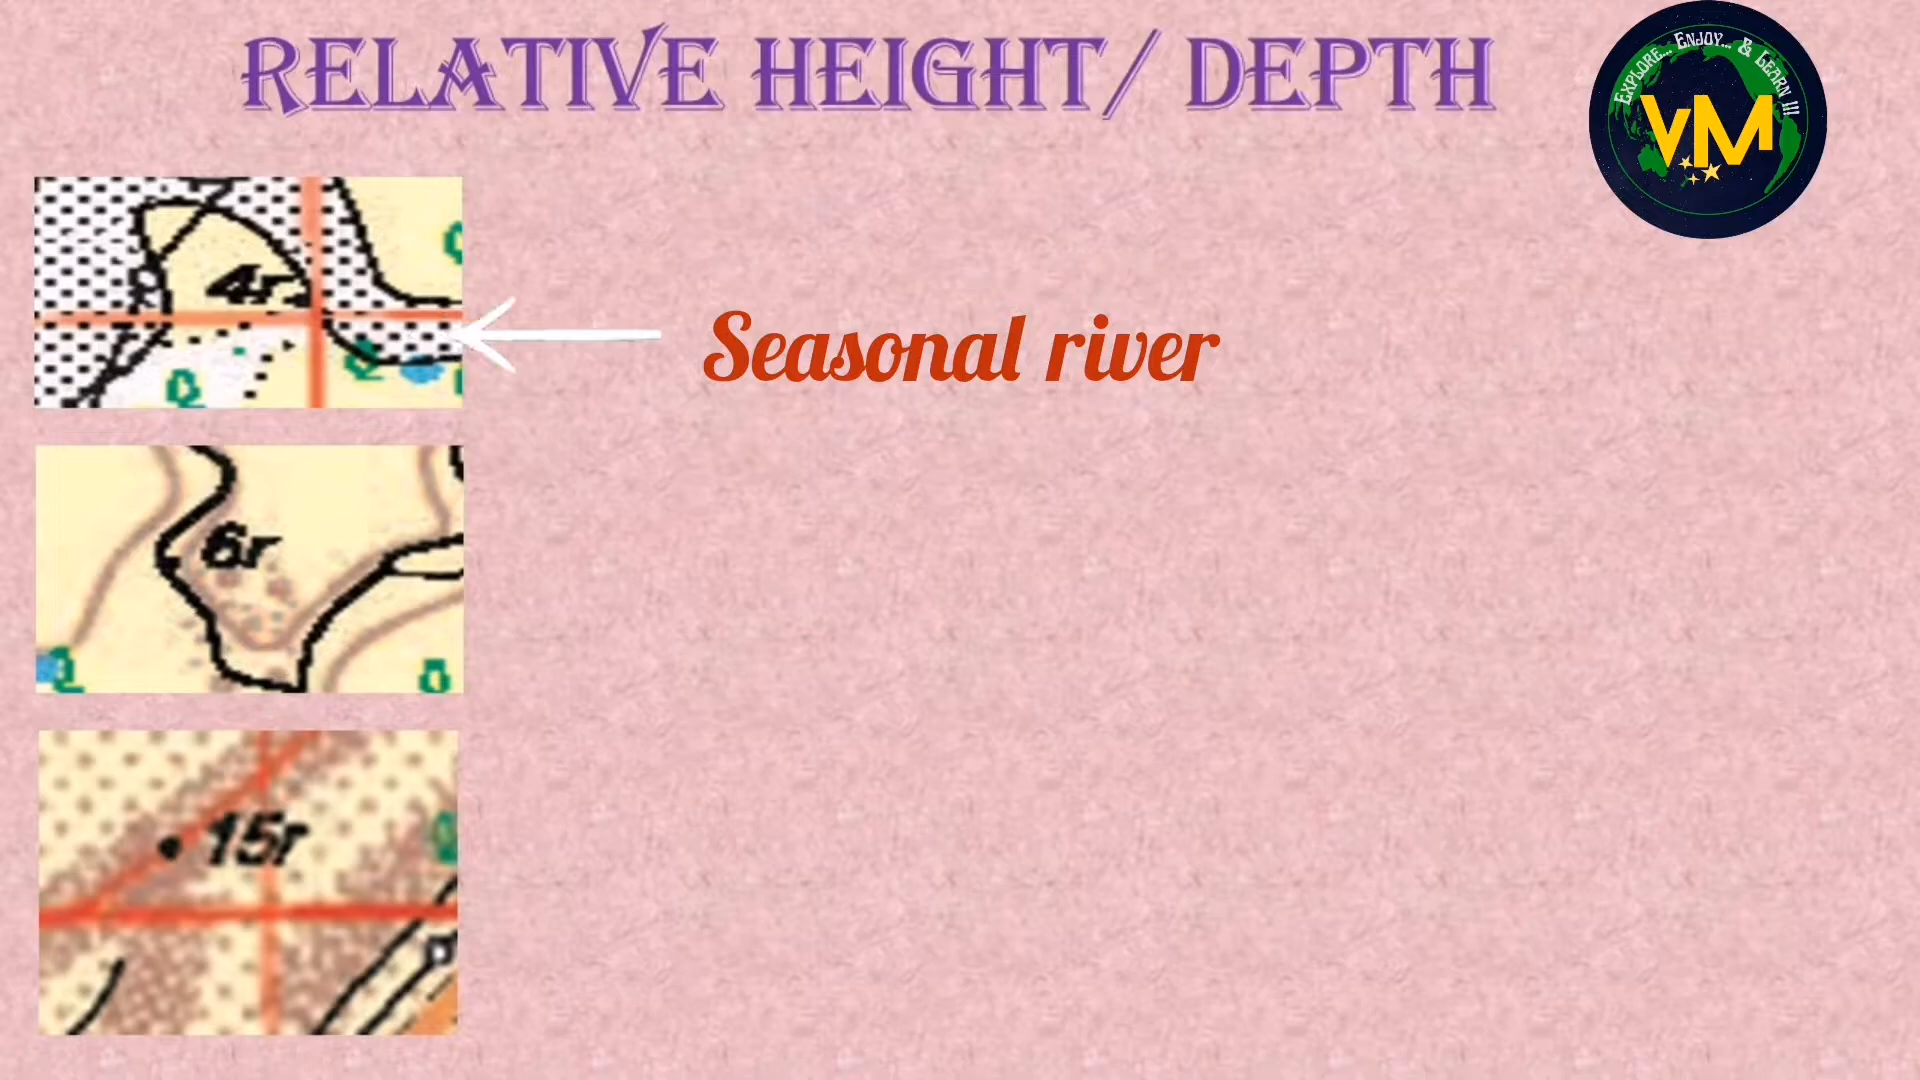 RELATIVE HEIGHT/ DEPTH
EXPLORE... ENJOY... & LEARN !!!
VM
4r
Seasonal river
6r
15r